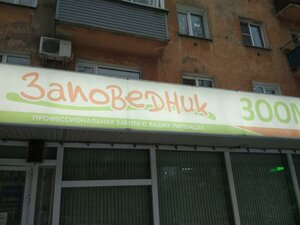 Заповедник
ЗООМ
ПРОФЕССИОНАЛЬНАЯ ЗАБОТА О ВАШИХ ПИТОМЦАХ